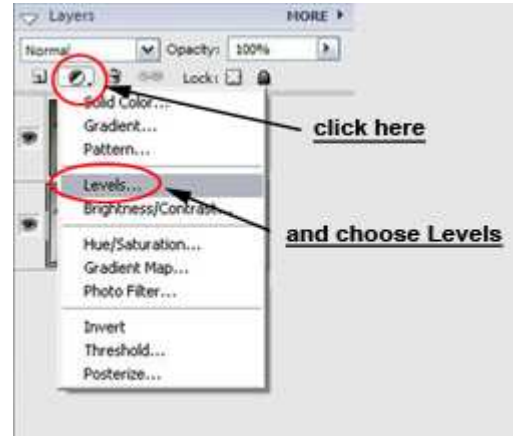 Layers MORE
Normal Opacity: 100%
Lock:
Solid Color...
Gradient...
Pattern...
click here
Levels...
Brightness/Contrast...
and choose Levels
Hue/Saturation...
Gradient Map...
Photo Filter...
Invert
Threshold...
Posterize...